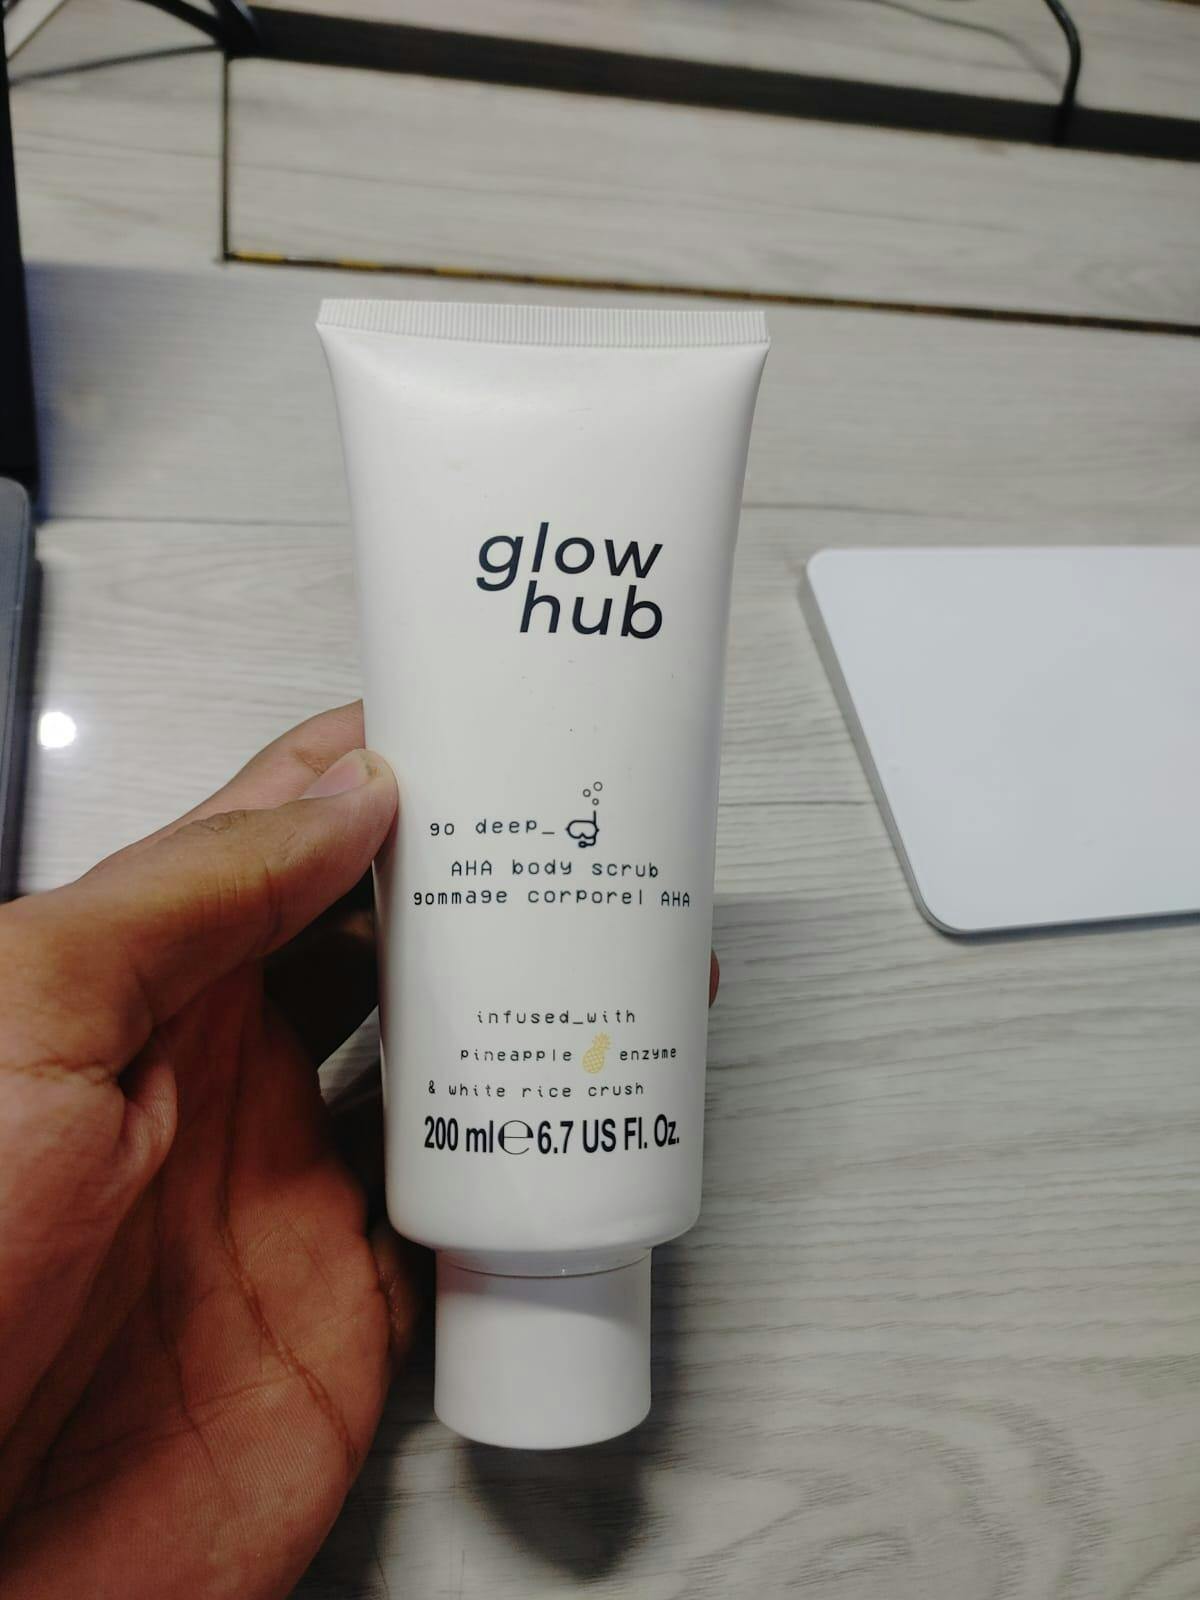 glow
hub
go deep_
AHA body scrub
gommage corporel AHA
infused_with
pineapple enzyme
& white rice crush
200 ml ℮ 6.7 US Fl. Oz.